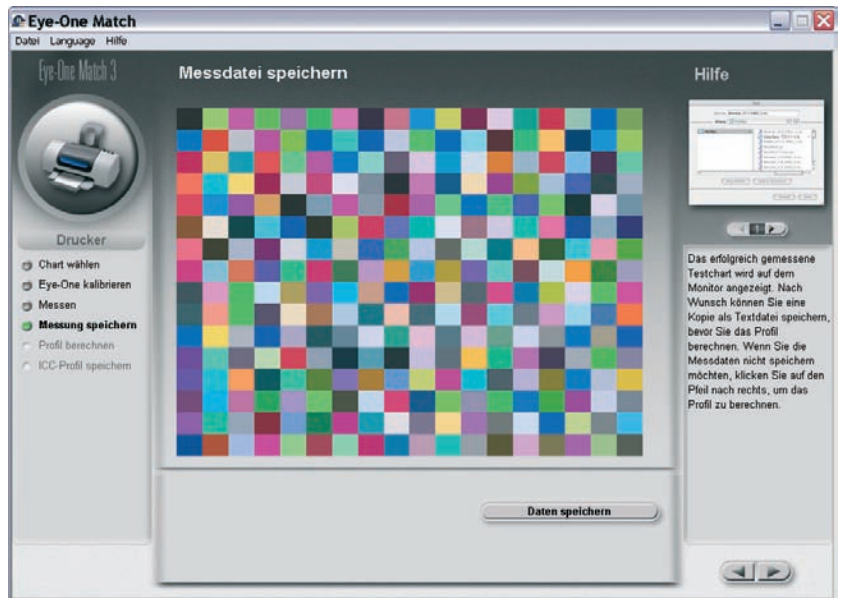 Eye-One Match
Datei Language Hilfe
Eye-One Match 3
Messdatei speichern
Hilfe
Drucker
Chart wählen
Eye-One kalibrieren
Messen
Messung speichern
Profil berechnen
ICC-Profil speichern
1
Das erfolgreich gemessene
Testchart wird auf dem
Monitor angezeigt. Nach
Wunsch können Sie eine
Kopie als Textdatei speichern,
bevor Sie das Profil
berechnen. Wenn Sie die
Messdaten nicht speichern
möchten, klicken Sie auf den
Pfeil nach rechts, um das
Profil zu berechnen.
Daten speichern